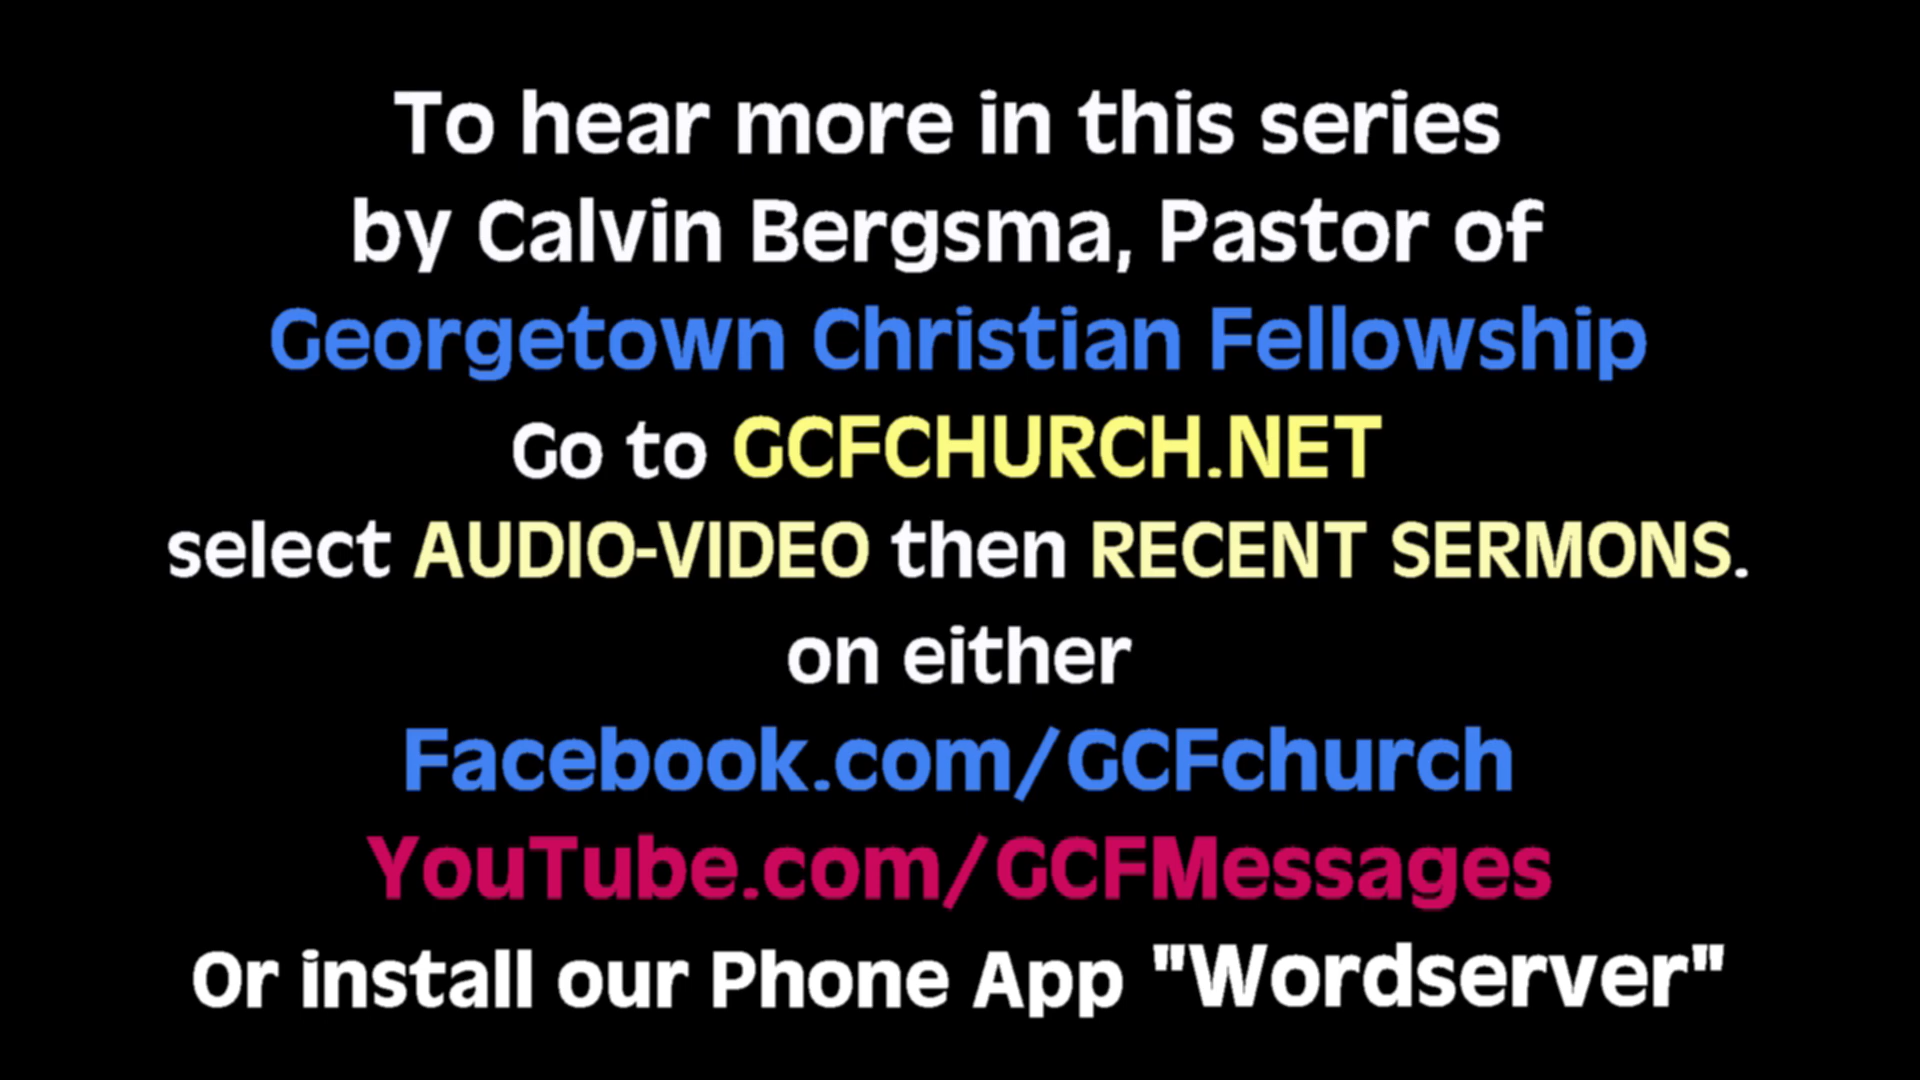 To hear more in this series
by Calvin Bergsma, Pastor of
Georgetown Christian Fellowship
Go to GCFCHURCH.NET
select AUDIO-VIDEO then RECENT SERMONS.
on either
Facebook.com/GCFchurch
YouTube.com/GCFMessages
Or install our Phone App "Wordserver"